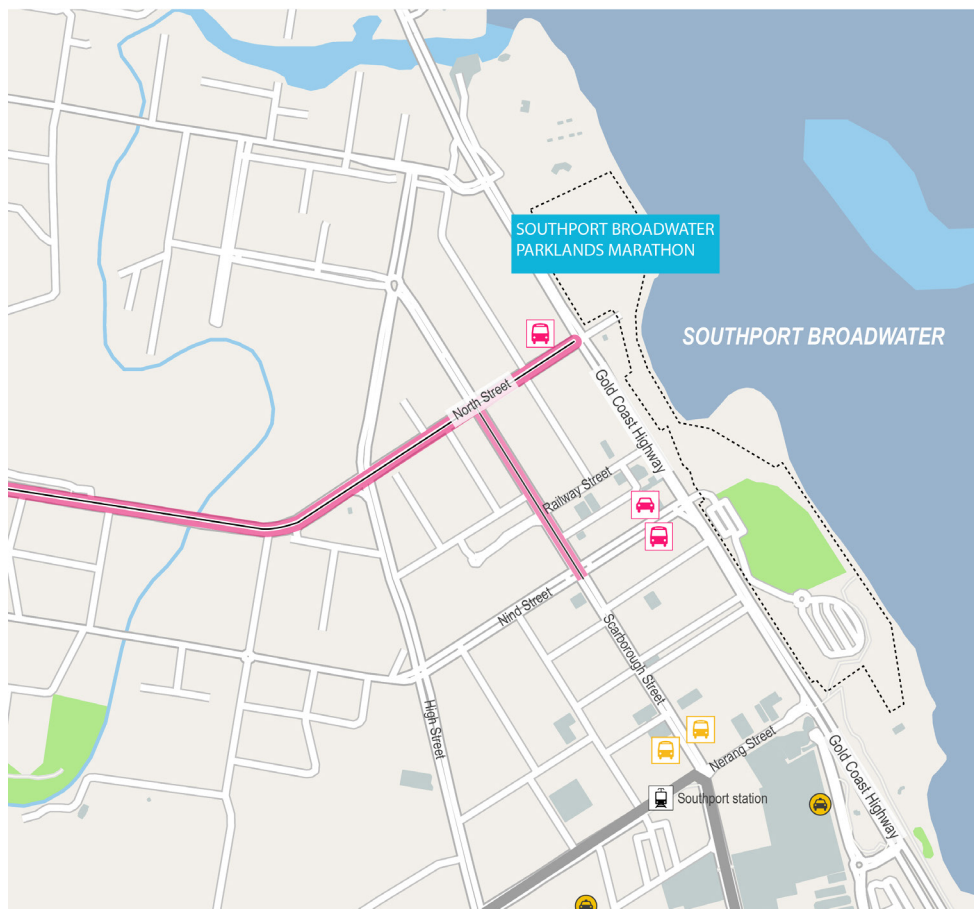 SOUTHPORT BROADWATER
PARKLANDS MARATHON
SOUTHPORT BROADWATER
North Street
Gold Coast Highway
Railway Street
Nind Street
Scarborough Street
High Street
Nerang Street
Gold Coast Highway
Southport station